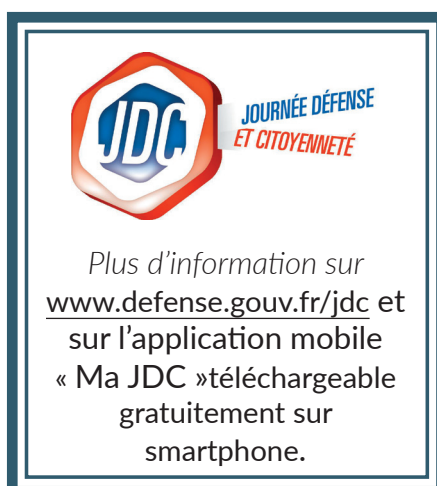 JDC
JOURNÉE DÉFENSE
ET CITOYENNETÉ
Plus d’information sur
www.defense.gouv.fr/jdc et
sur l’application mobile
« Ma JDC »téléchargeable
gratuitement sur
smartphone.